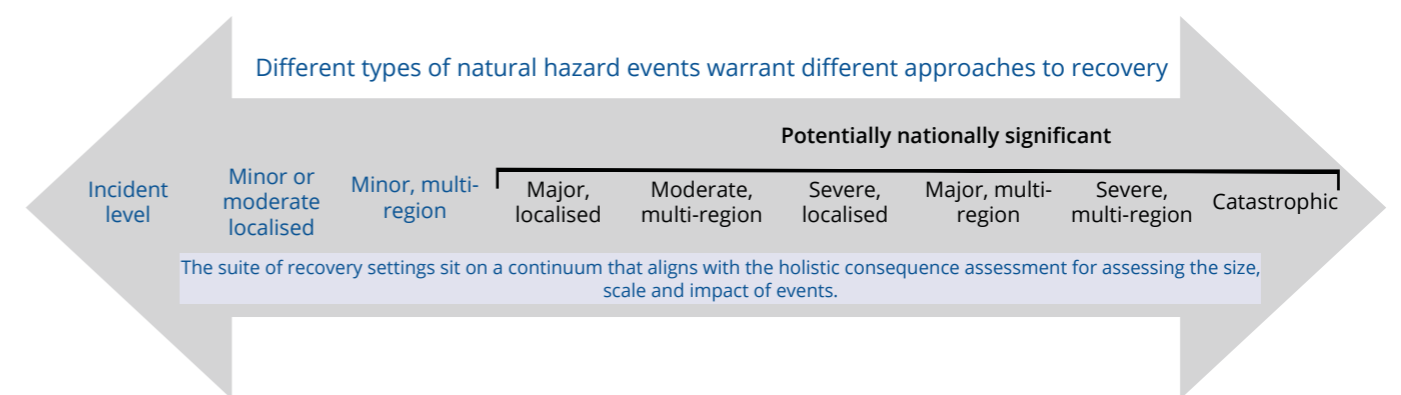 Different types of natural hazard events warrant different approaches to recovery
Potentially nationally significant
Incident
level
Minor or
moderate
localised
Minor, multi-
region
Major,
localised
Moderate,
multi-region
Severe,
localised
Major, multi-
region
Severe,
multi-region
Catastrophic
The suite of recovery settings sit on a continuum that aligns with the holistic consequence assessment for assessing the size,
scale and impact of events.